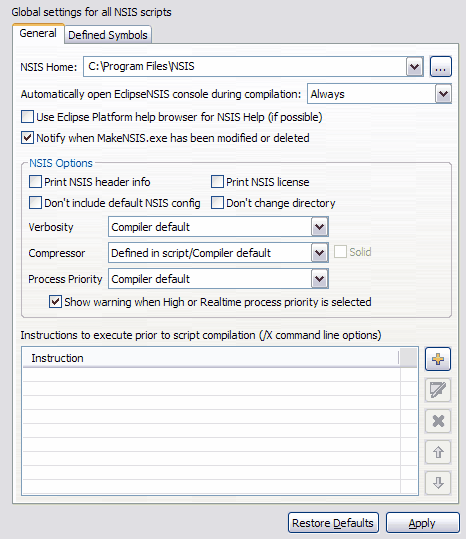 Global settings for all NSIS scripts
General Defined Symbols
NSIS Home: C:\Program Files\NSIS ...
Automatically open EclipseNSIS console during compilation: Always
Use Eclipse Platform help browser for NSIS Help (if possible)
Notify when MakeNSIS.exe has been modified or deleted
NSIS Options
Print NSIS header info Print NSIS license
Don't include default NSIS config Don't change directory
Verbosity Compiler default
Compressor Defined in script/Compiler default Solid
Process Priority Compiler default
Show warning when High or Realtime process priority is selected
Instructions to execute prior to script compilation (/X command line options)
Instruction
Restore Defaults Apply